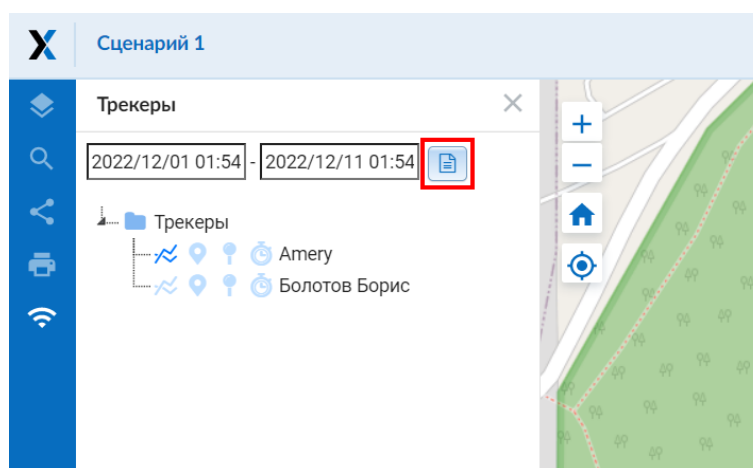 Сценарий 1
Трекеры
2022/12/01 01:54 - 2022/12/11 01:54
Трекеры
Amery
Болотов Борис